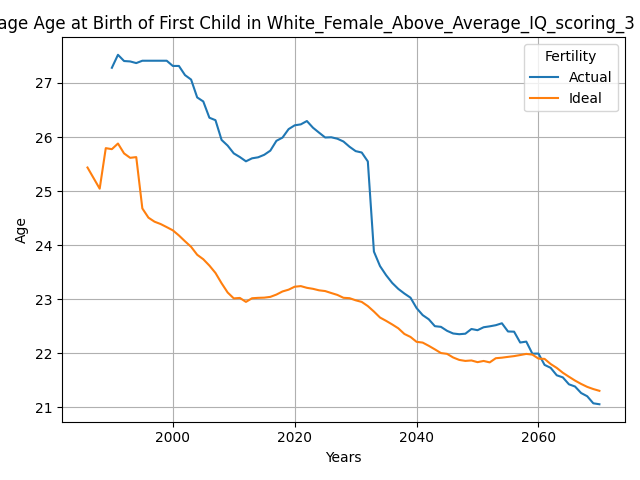 age Age at Birth of First Child in White_Female_Above_Average_IQ_scoring_3
Fertility
Actual
Ideal
27
26
25
24
23
22
21
Age
2000
2020
2040
2060
Years